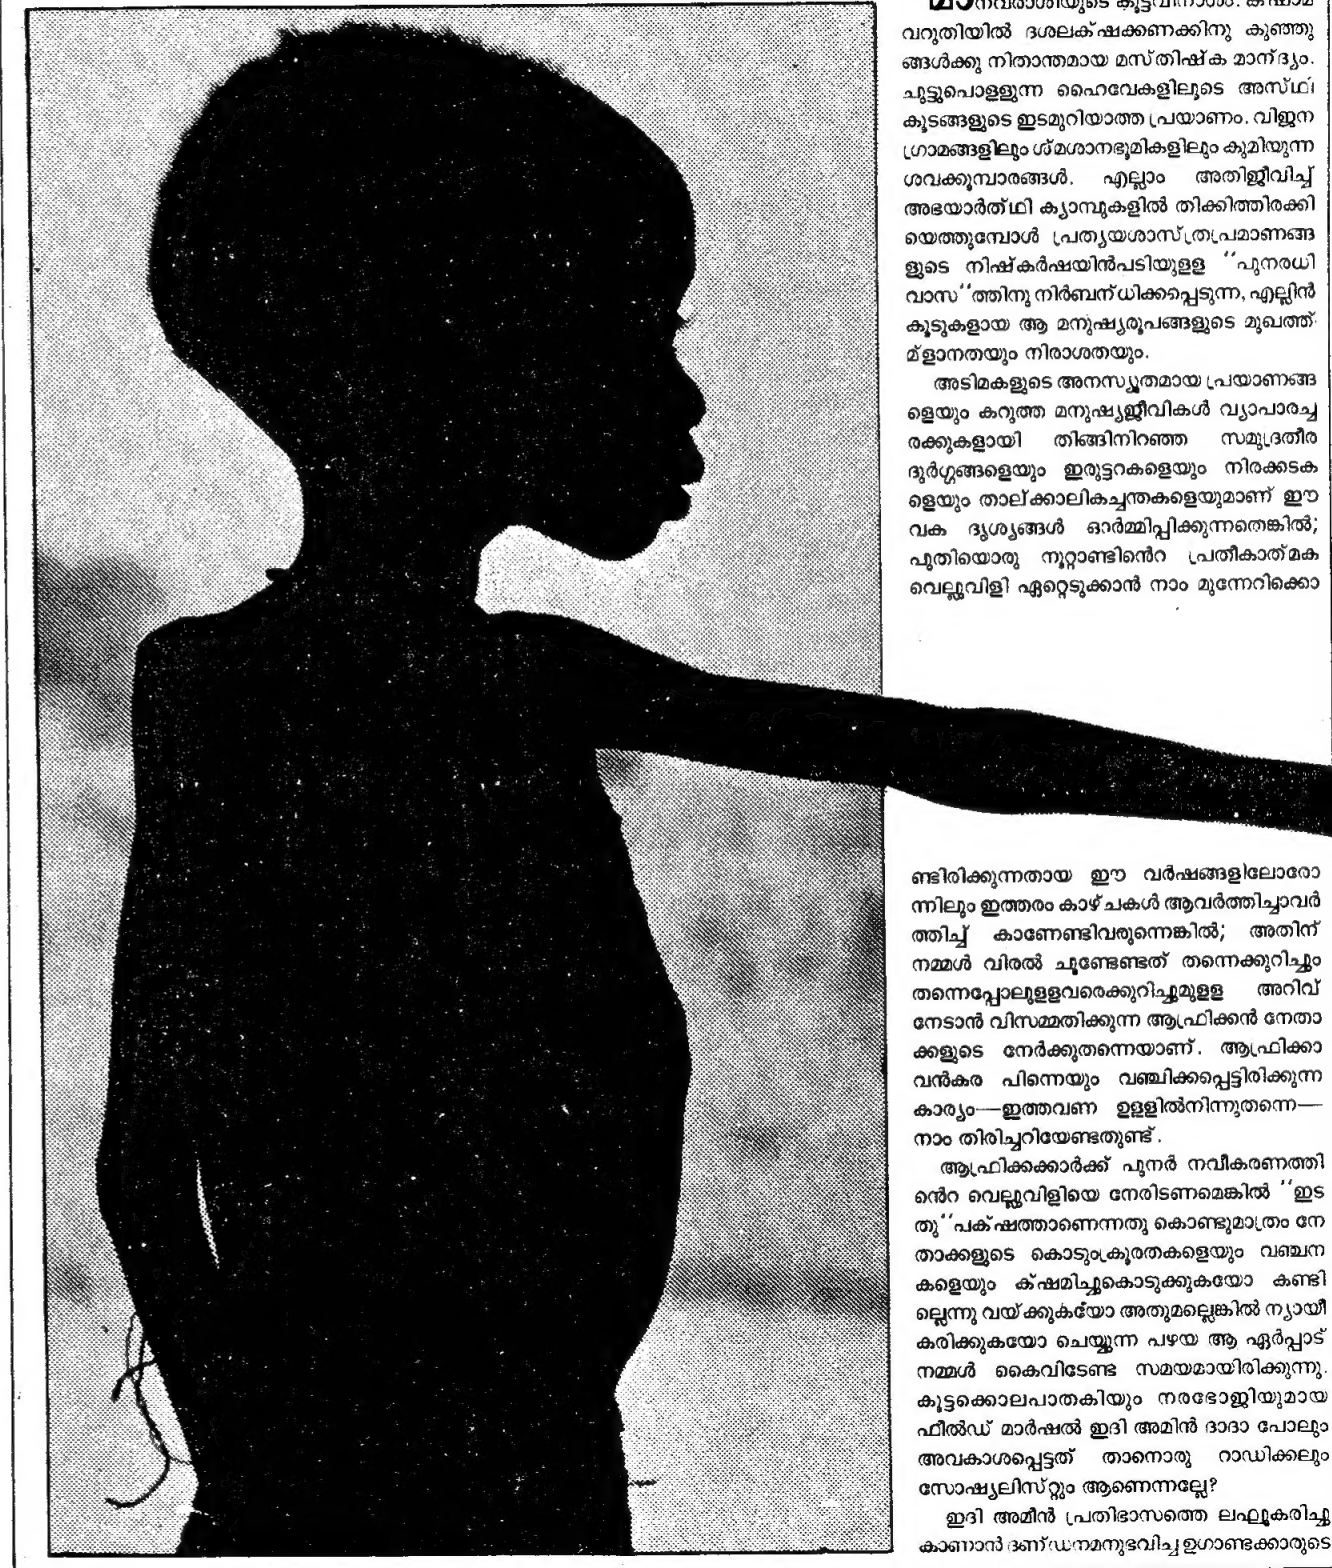 മാനവരാശിയുടെ കൂട്ടവിനാശം. ക്ഷാമ
വറുതിയിൽ ദശലക്ഷക്കണക്കിനു കുഞ്ഞു
ങ്ങൾക്കു നിതാന്തമായ മസ്തിഷ്ക മാന്ദ്യം.
ചുട്ടുപൊളളുന്ന ഹൈവേകളിലൂടെ അസ്ഥി
കൂടങ്ങളുടെ ഇടമുറിയാത്ത പ്രയാണം. വിജന
ഗ്രാമങ്ങളിലും ശ്മശാനഭൂമികളിലും കുമിയുന്ന
ശവക്കൂമ്പാരങ്ങൾ. എല്ലാം അതിജീവിച്ച്
അഭയാർത്ഥി ക്യാമ്പുകളിൽ തിക്കിത്തിരക്കി
യെത്തുമ്പോൾ പ്രത്യയശാസ്ത്രപ്രമാണങ്ങ
ളുടെ നിഷ്കർഷയിൻപടിയുളള "പുനരധി
വാസ"ത്തിനു നിർബന്ധിക്കപ്പെടുന്ന, എല്ലിൻ
കൂടുകളായ ആ മനുഷ്യരൂപങ്ങളുടെ മുഖത്ത്
മ്ളാനതയും നിരാശതയും.
അടിമകളുടെ അനസ്യൂതമായ പ്രയാണങ്ങ
ളെയും കറുത്ത മനുഷ്യജീവികൾ വ്യാപാരച്ച
രക്കുകളായി തിങ്ങിനിറഞ്ഞ സമുദ്രതീര
ദുർഗ്ഗങ്ങളെയും ഇരുട്ടറകളെയും നിരക്കടക
ളെയും താല്ക്കാലികച്ചന്തകളെയുമാണ് ഈ
വക ദൃശ്യങ്ങൾ ഓർമ്മിപ്പിക്കുന്നതെങ്കിൽ;
പുതിയൊരു നൂറ്റാണ്ടിൻെറ പ്രതീകാത്മക
വെല്ലുവിളി ഏറ്റെടുക്കാൻ നാം മുന്നേറിക്കൊ
ണ്ടിരിക്കുന്നതായ ഈ വർഷങ്ങളിലോരോ
ന്നിലും ഇത്തരം കാഴ്ചകൾ ആവർത്തിച്ചാവർ
ത്തിച്ച് കാണേണ്ടിവരുന്നെങ്കിൽ; അതിന്
നമ്മൾ വിരൽ ചൂണ്ടേണ്ടത് തന്നെക്കുറിച്ചും
തന്നെപ്പോലുളളവരെക്കുറിച്ചുമുളള അറിവ്
നേടാൻ വിസമ്മതിക്കുന്ന ആഫ്രിക്കൻ നേതാ
ക്കളുടെ നേർക്കുതന്നെയാണ്. ആഫ്രിക്കാ
വൻകര പിന്നെയും വഞ്ചിക്കപ്പെട്ടിരിക്കുന്ന
കാര്യം—ഇത്തവണ ഉളളിൽനിന്നുതന്നെ—
നാം തിരിച്ചറിയേണ്ടതുണ്ട്.
ആഫ്രിക്കക്കാർക്ക് പുനർ നവീകരണത്തി
ൻെറ വെല്ലുവിളിയെ നേരിടണമെങ്കിൽ "ഇട
തു"പക്ഷത്താണെന്നതു കൊണ്ടുമാത്രം നേ
താക്കളുടെ കൊടുംക്രൂരതകളെയും വഞ്ചന
കളെയും ക്ഷമിച്ചുകൊടുക്കുകയോ കണ്ടി
ല്ലെന്നു വയ്ക്കുകയോ അതുമല്ലെങ്കിൽ ന്യായീ
കരിക്കുകയോ ചെയ്യുന്ന പഴയ ആ ഏർപ്പാട്
നമ്മൾ കൈവിടേണ്ട സമയമായിരിക്കുന്നു.
കൂട്ടക്കൊലപാതകിയും നരഭോജിയുമായ
ഫീൽഡ് മാർഷൽ ഇദി അമിൻ ദാദാ പോലും
അവകാശപ്പെട്ടത് താനൊരു റാഡിക്കലും
സോഷ്യലിസ്റ്റും ആണെന്നല്ലേ?
ഇദി അമീൻ പ്രതിഭാസത്തെ ലഘൂകരിച്ചു
കാണാൻ ദണ്ഡനമനുഭവിച്ച ഉഗാണ്ടക്കാരുടെ